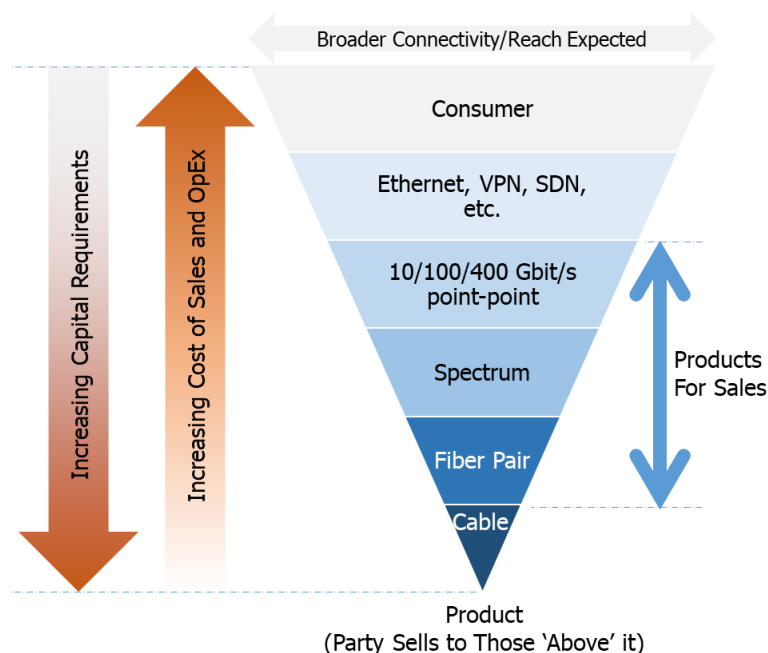 Broader Connectivity/Reach Expected
Increasing Capital Requirements
Increasing Cost of Sales and OpEx
Consumer
Ethernet, VPN, SDN,
etc.
10/100/400 Gbit/s
point-point
Spectrum
Fiber Pair
Cable
Products
For Sales
Product
(Party Sells to Those ‘Above’ it)